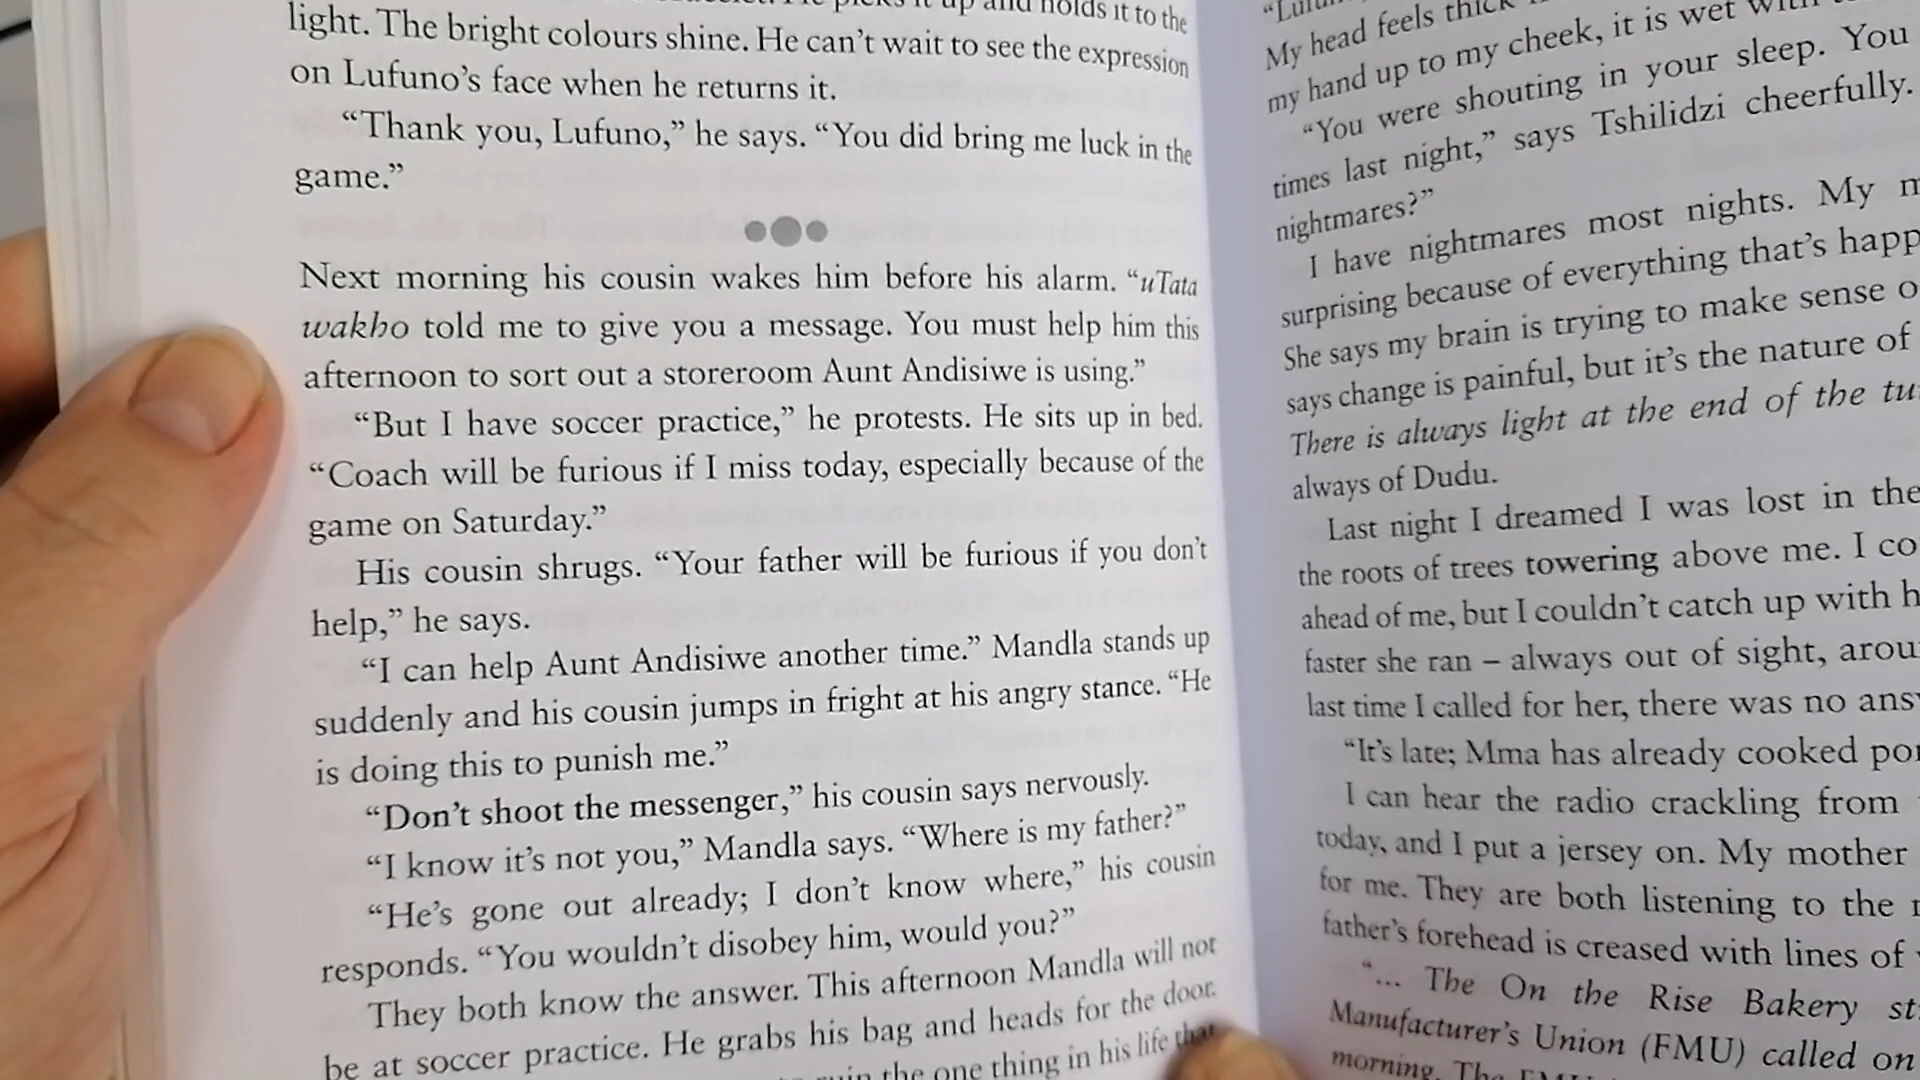 it up and holds it to the
light. The bright colours shine. He can’t wait to see the expression
on Lufuno’s face when he returns it.
“Thank you, Lufuno,” he says. “You did bring me luck in the
game.”
Next morning his cousin wakes him before his alarm. “uTata
wakho told me to give you a message. You must help him this
afternoon to sort out a storeroom Aunt Andisiwe is using.”
“But I have soccer practice,” he protests. He sits up in bed.
“Coach will be furious if I miss today, especially because of the
game on Saturday.”
His cousin shrugs. “Your father will be furious if you don’t
help,” he says.
“I can help Aunt Andisiwe another time.” Mandla stands up
suddenly and his cousin jumps in fright at his angry stance. “He
is doing this to punish me.”
“Don’t shoot the messenger,” his cousin says nervously.
“I know it’s not you,” Mandla says. “Where is my father?”
“He’s gone out already; I don’t know where,” his cousin
responds. “You wouldn’t disobey him, would you?”
They both know the answer. This afternoon Mandla will not
be at soccer practice. He grabs his bag and heads for the door.
the one thing in his life that
My head feels thick
my hand up to my cheek, it is wet with
“You were shouting in your sleep. You
times last night,” says Tshilidzi cheerfully.
nightmares?”
I have nightmares most nights. My
surprising because of everything that’s
She says my brain is trying to make sense
says change is painful, but it’s the nature of
There is always light at the end of the
always of Dudu.
Last night I dreamed I was lost in the
the roots of trees towering above me. I
ahead of me, but I couldn’t catch up with
faster she ran – always out of sight,
last time I called for her, there was no
“It’s late; Mma has already cooked
I can hear the radio crackling from
today, and I put a jersey on. My mother
for me. They are both listening to the
father’s forehead is creased with lines of
“... The On the Rise Bakery
Manufacturer’s Union (FMU) called on
morning. The